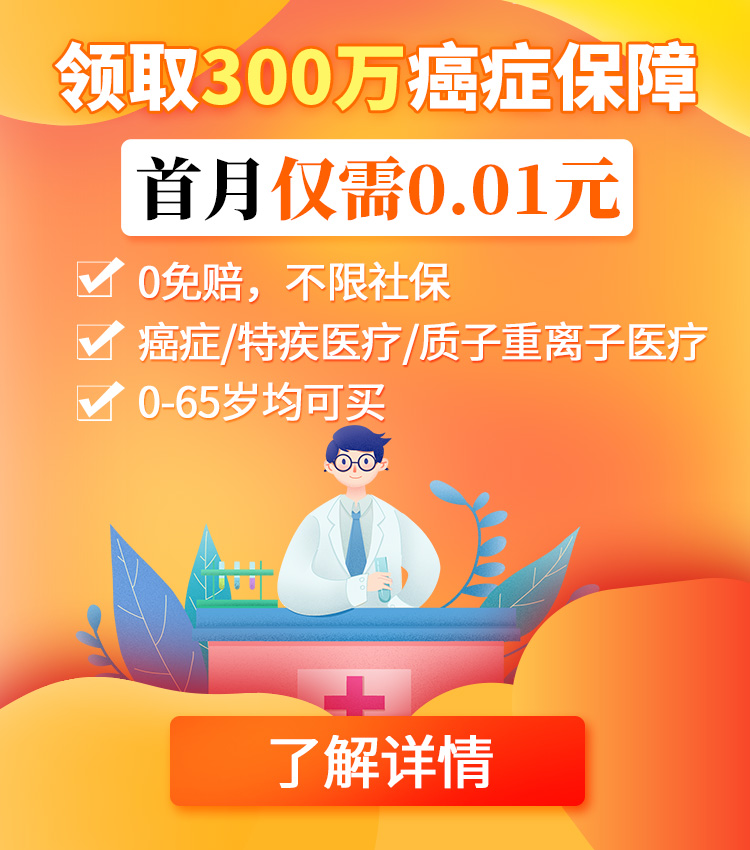 领取300万癌症保障
首月仅需0.01元
0免赔，不限社保
癌症/特疾医疗/质子重离子医疗
0-65岁均可买
了解详情